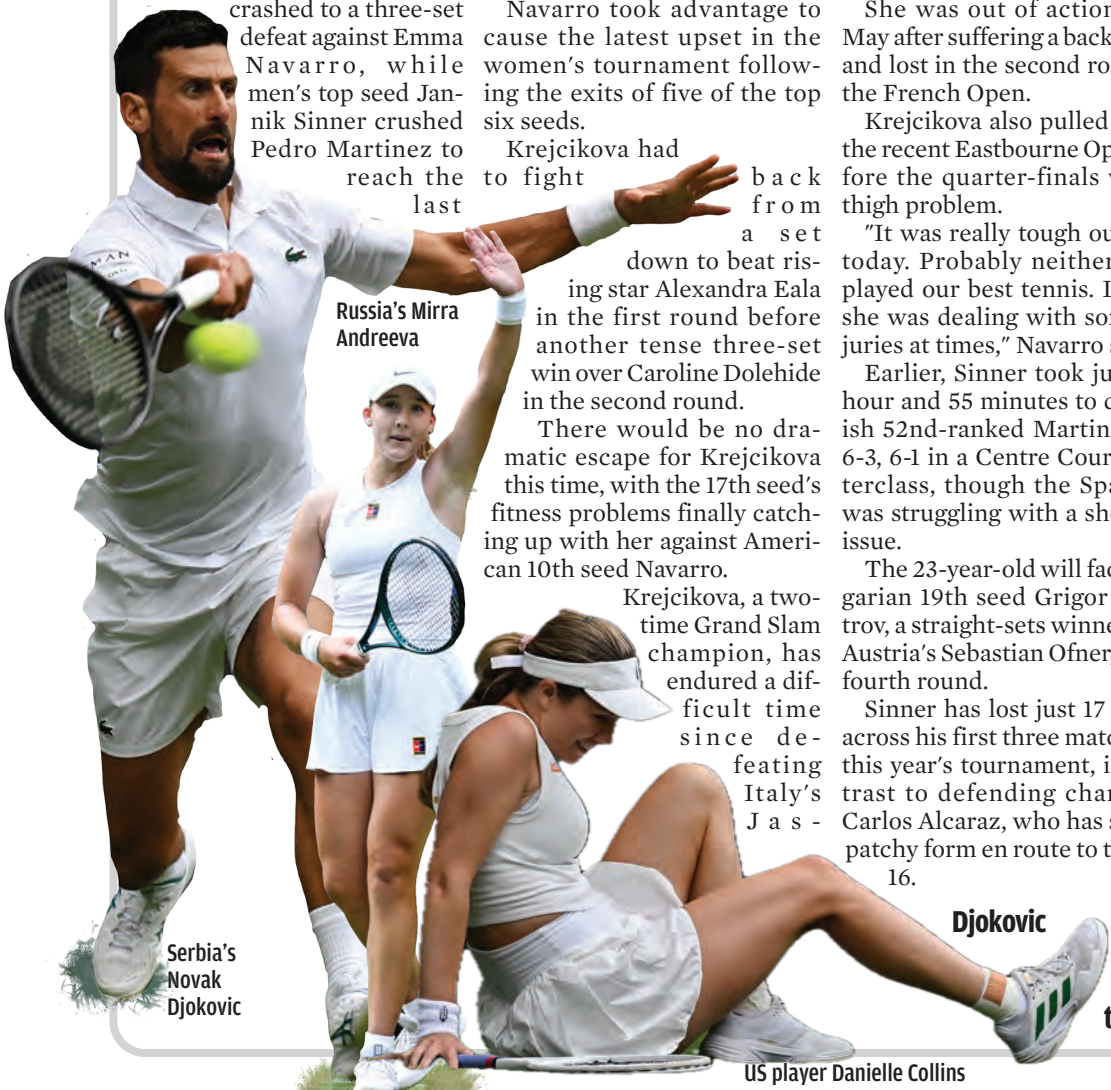 crashed to a three-set
defeat against Emma
Navarro, while
men's top seed Jan-
nik Sinner crushed
Pedro Martinez to
reach the
last
Navarro took advantage to
cause the latest upset in the
women's tournament follow-
ing the exits of five of the top
six seeds.
Krejcikova had
to fight back
from
a set
down to beat ris-
ing star Alexandra Eala
in the first round before
another tense three-set
win over Caroline Dolehide
in the second round.
There would be no dra-
matic escape for Krejcikova
this time, with the 17th seed's
fitness problems finally catch-
ing up with her against Ameri-
can 10th seed Navarro.
Krejcikova, a two-
time Grand Slam
champion, has
endured a dif-
ficult time
since de-
feating
Italy's
Jas-
She was out of action
May after suffering a back
and lost in the second ro
the French Open.
Krejcikova also pulled
the recent Eastbourne Op
fore the quarter-finals
thigh problem.
"It was really tough ou
today. Probably neither
played our best tennis. I
she was dealing with so
juries at times," Navarro
Earlier, Sinner took ju
hour and 55 minutes to
ish 52nd-ranked Martin
6-3, 6-1 in a Centre Cour
terclass, though the Spa
was struggling with a sh
issue.
The 23-year-old will fa
garian 19th seed Grigor
trov, a straight-sets winne
Austria's Sebastian Ofner
fourth round.
Sinner has lost just 17
across his first three matc
this year's tournament, i
trast to defending char
Carlos Alcaraz, who has
patchy form en route to t
16.
Russia's Mirra
Andreeva
Serbia's
Novak
Djokovic
Djokovic
US player Danielle Collins